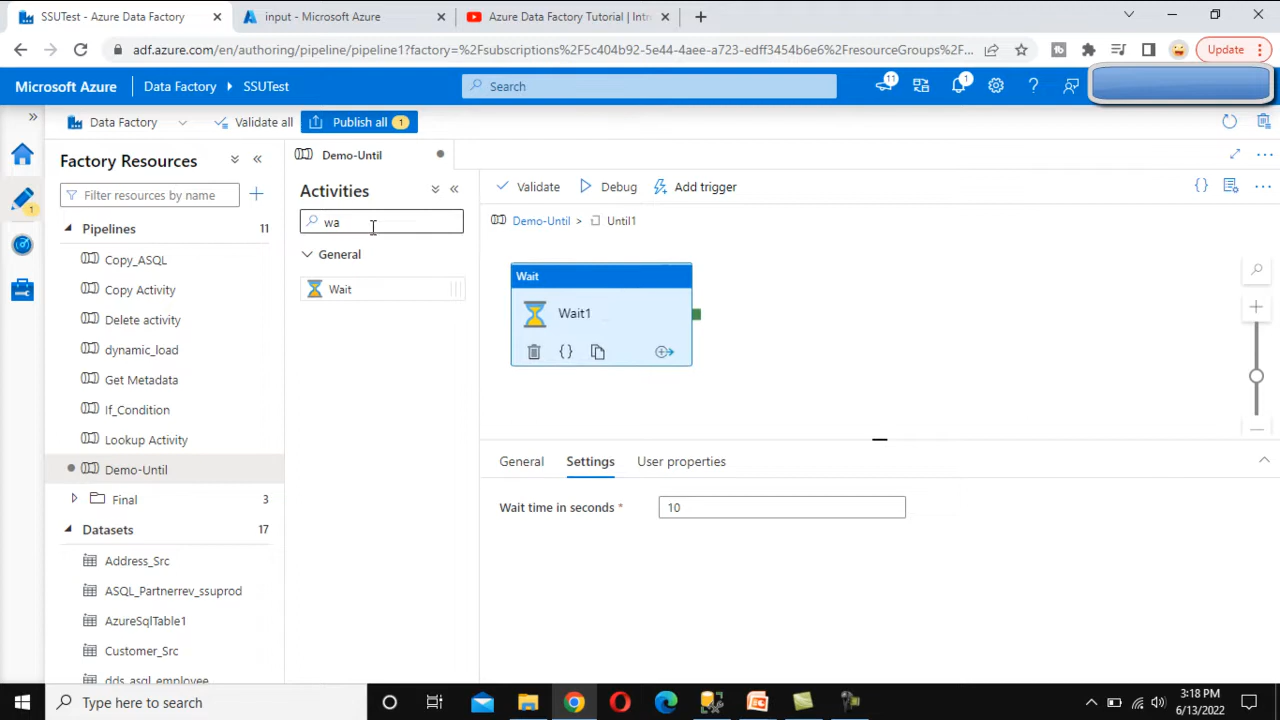 SSUTest - Azure Data Factory
input - Microsoft Azure
Azure Data Factory Tutorial | Intr
adf.azure.com/en/authoring/pipeline/pipeline1?factory=%2Fsubscriptions%2F5c404b92-5e44-4aee-a723-edff3454b6e6%2FresourceGroups%2F...
Update
Microsoft Azure
Data Factory
SSUTest
Search
11
1
Data Factory
Validate all
Publish all
1
Factory Resources
Demo-Until
Activities
Validate
Debug
Add trigger
Filter resources by name
wa
Demo-Until >
Until1
Pipelines
11
General
Wait
Copy_ASQL
Wait
Copy Activity
Wait1
Delete activity
dynamic_load
Get Metadata
If_Condition
Lookup Activity
Demo-Until
General
Settings
User properties
Final
3
Wait time in seconds *
10
Datasets
17
Address_Src
ASQL_Partnerrev_ssuprod
AzureSqlTable1
Customer_Src
dds_asql_employee
Type here to search
3:18 PM
6/13/2022